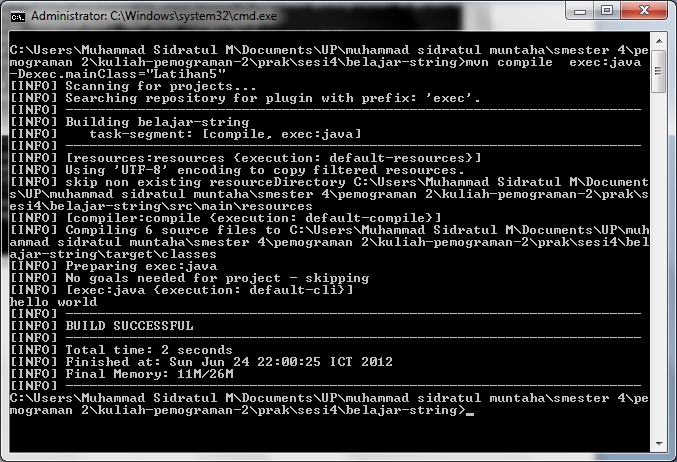 Administrator: C:\Windows\system32\cmd.exe
C:\Users\Muhammad Sidratul M\Documents\UP\muhammad sidratul muntaha\smester 4\pe
mograman 2\kuliah-pemograman-2\prak\sesi4\belajar-string>mvn compile  exec:java
-Dexec.mainClass="Latihan5"
[INFO] Scanning for projects...
[INFO] Searching repository for plugin with prefix: 'exec'.
[INFO] ------------------------------------------------------------------------
[INFO] Building belajar-string
[INFO]    task-segment: [compile, exec:java]
[INFO] ------------------------------------------------------------------------
[INFO] [resources:resources {execution: default-resources}]
[INFO] Using 'UTF-8' encoding to copy filtered resources.
[INFO] skip non existing resourceDirectory C:\Users\Muhammad Sidratul M\Document
s\UP\muhammad sidratul muntaha\smester 4\pemograman 2\kuliah-pemograman-2\prak\s
esi4\belajar-string\src\main\resources
[INFO] [compiler:compile {execution: default-compile}]
[INFO] Compiling 6 source files to C:\Users\Muhammad Sidratul M\Documents\UP\muh
ammad sidratul muntaha\smester 4\pemograman 2\kuliah-pemograman-2\prak\sesi4\bel
ajar-string\target\classes
[INFO] Preparing exec:java
[INFO] No goals needed for project - skipping
[INFO] [exec:java {execution: default-cli}]
hello world
[INFO] ------------------------------------------------------------------------
[INFO] BUILD SUCCESSFUL
[INFO] ------------------------------------------------------------------------
[INFO] Total time: 2 seconds
[INFO] Finished at: Sun Jun 24 22:00:25 ICT 2012
[INFO] Final Memory: 11M/26M
[INFO] ------------------------------------------------------------------------
C:\Users\Muhammad Sidratul M\Documents\UP\muhammad sidratul muntaha\smester 4\pe
mograman 2\kuliah-pemograman-2\prak\sesi4\belajar-string>_